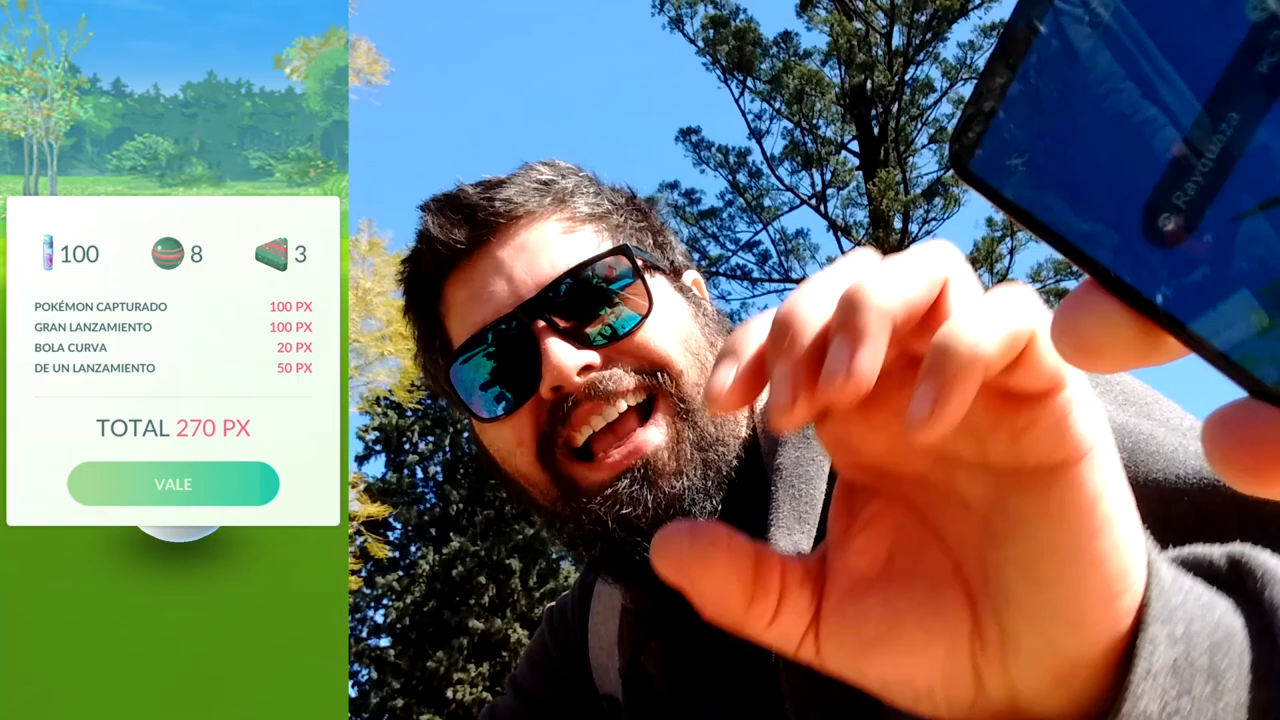 100 8 3
POKÉMON CAPTURADO 100 PX
GRAN LANZAMIENTO 100 PX
BOLA CURVA 20 PX
DE UN LANZAMIENTO 50 PX
TOTAL 270 PX
VALE
Rayquaza